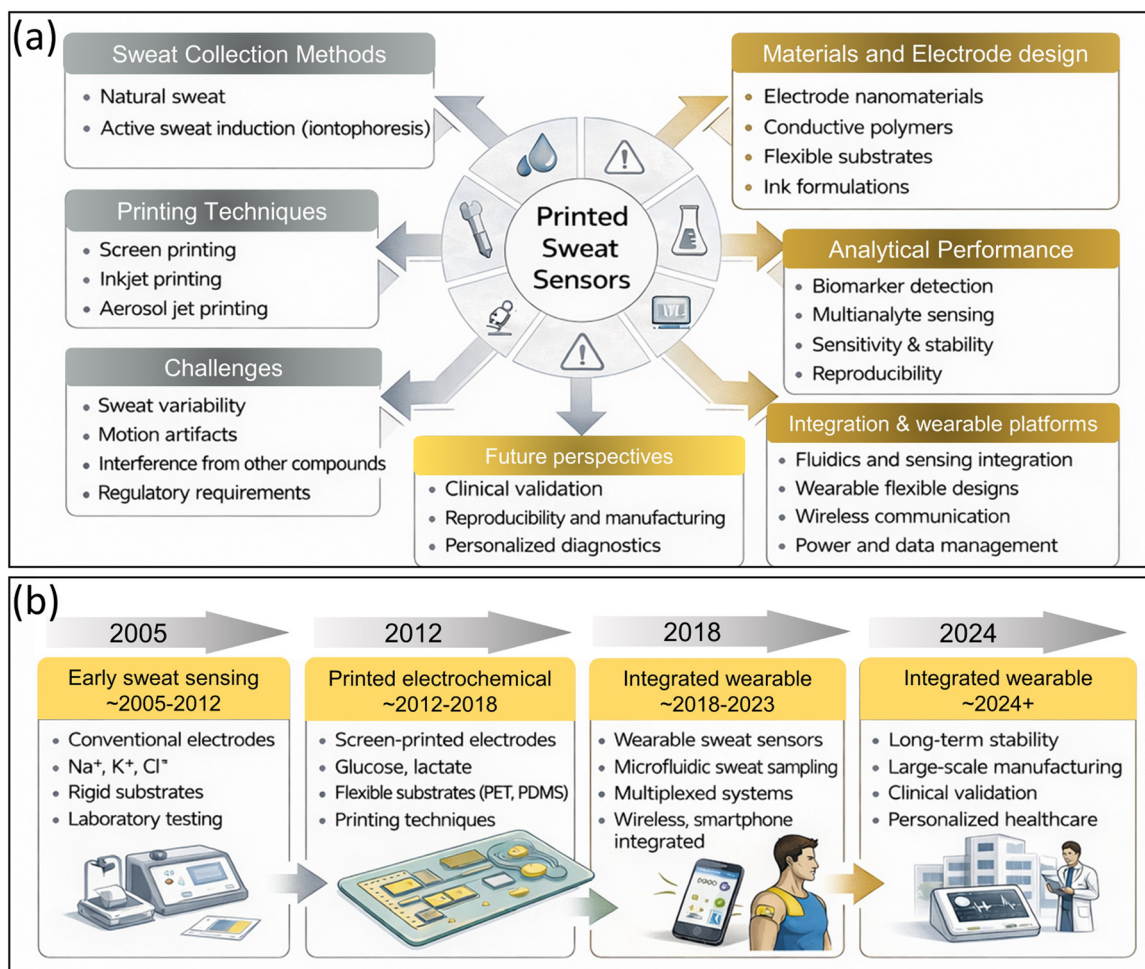 (a)
Sweat Collection Methods
• Natural sweat
• Active sweat induction (iontophoresis)
Printing Techniques
• Screen printing
• Inkjet printing
• Aerosol jet printing
Challenges
• Sweat variability
• Motion artifacts
• Interference from other compounds
• Regulatory requirements
Printed
Sweat
Sensors
Future perspectives
• Clinical validation
• Reproducibility and manufacturing
• Personalized diagnostics
Materials and Electrode design
• Electrode nanomaterials
• Conductive polymers
• Flexible substrates
• Ink formulations
Analytical Performance
• Biomarker detection
• Multianalyte sensing
• Sensitivity & stability
• Reproducibility
Integration & wearable platforms
• Fluidics and sensing integration
• Wearable flexible designs
• Wireless communication
• Power and data management
(b)
2005
Early sweat sensing
~2005-2012
• Conventional electrodes
• Na⁺, K⁺, Cl⁻
• Rigid substrates
• Laboratory testing
2012
Printed electrochemical
~2012-2018
• Screen-printed electrodes
• Glucose, lactate
• Flexible substrates (PET, PDMS)
• Printing techniques
2018
Integrated wearable
~2018-2023
• Wearable sweat sensors
• Microfluidic sweat sampling
• Multiplexed systems
• Wireless, smartphone
integrated
2024
Integrated wearable
~2024+
• Long-term stability
• Large-scale manufacturing
• Clinical validation
• Personalized healthcare